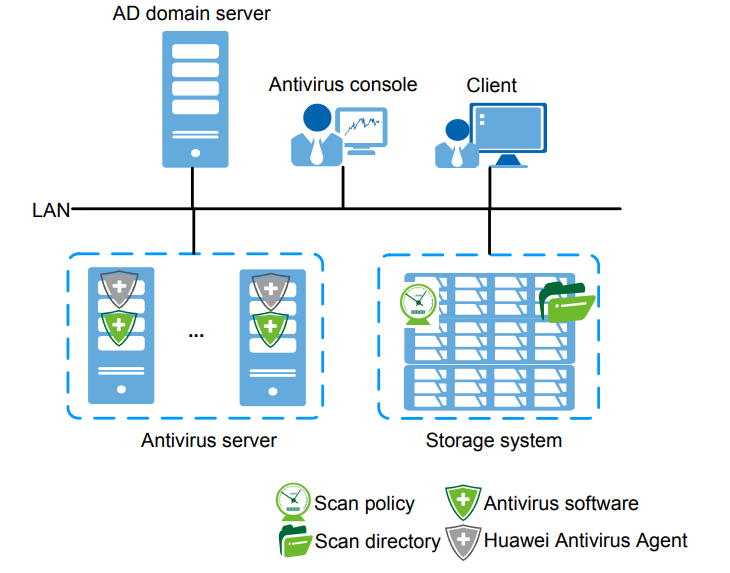 AD domain server
Antivirus console
Client
LAN
...
Antivirus server
Storage system
Scan policy
Antivirus software
Scan directory
Huawei Antivirus Agent